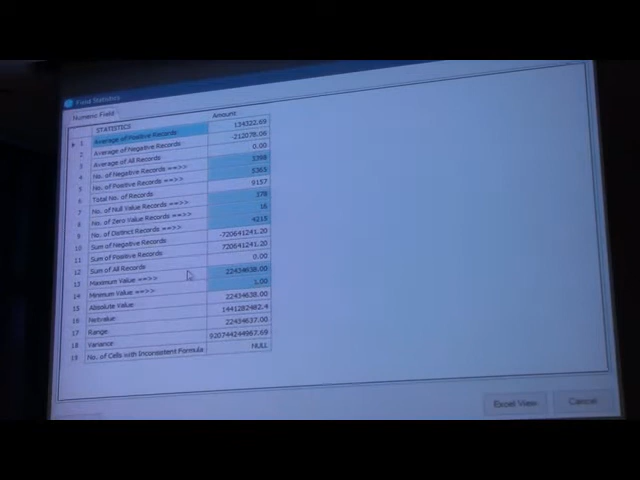 Field Statistics
Numeric Field
STATISTICS Amount
1 Average of Positive Records 134322.69
2 Average of Negative Records -212078.06
3 Average of All Records 0.00
4 No. of Negative Records ==>> 3398
5 No. of Positive Records ==>> 5365
6 Total No. of Records 9157
7 No. of Null Value Records ==>> 378
8 No. of Zero Value Records ==>> 16
9 No. of Distinct Records ==>> 4215
10 Sum of Negative Records -720641241.20
11 Sum of Positive Records 720641241.20
12 Sum of All Records 0.00
13 Maximum Value ==>> 22434638.00
14 Minimum Value ==>> 1.00
15 Absolute Value 22434638.00
16 Netvalue 1441282482.4
17 Range 22434637.00
18 Variance 920744244967.69
19 No. of Cells with Inconsistent Formula NULL
Excel View Cancel